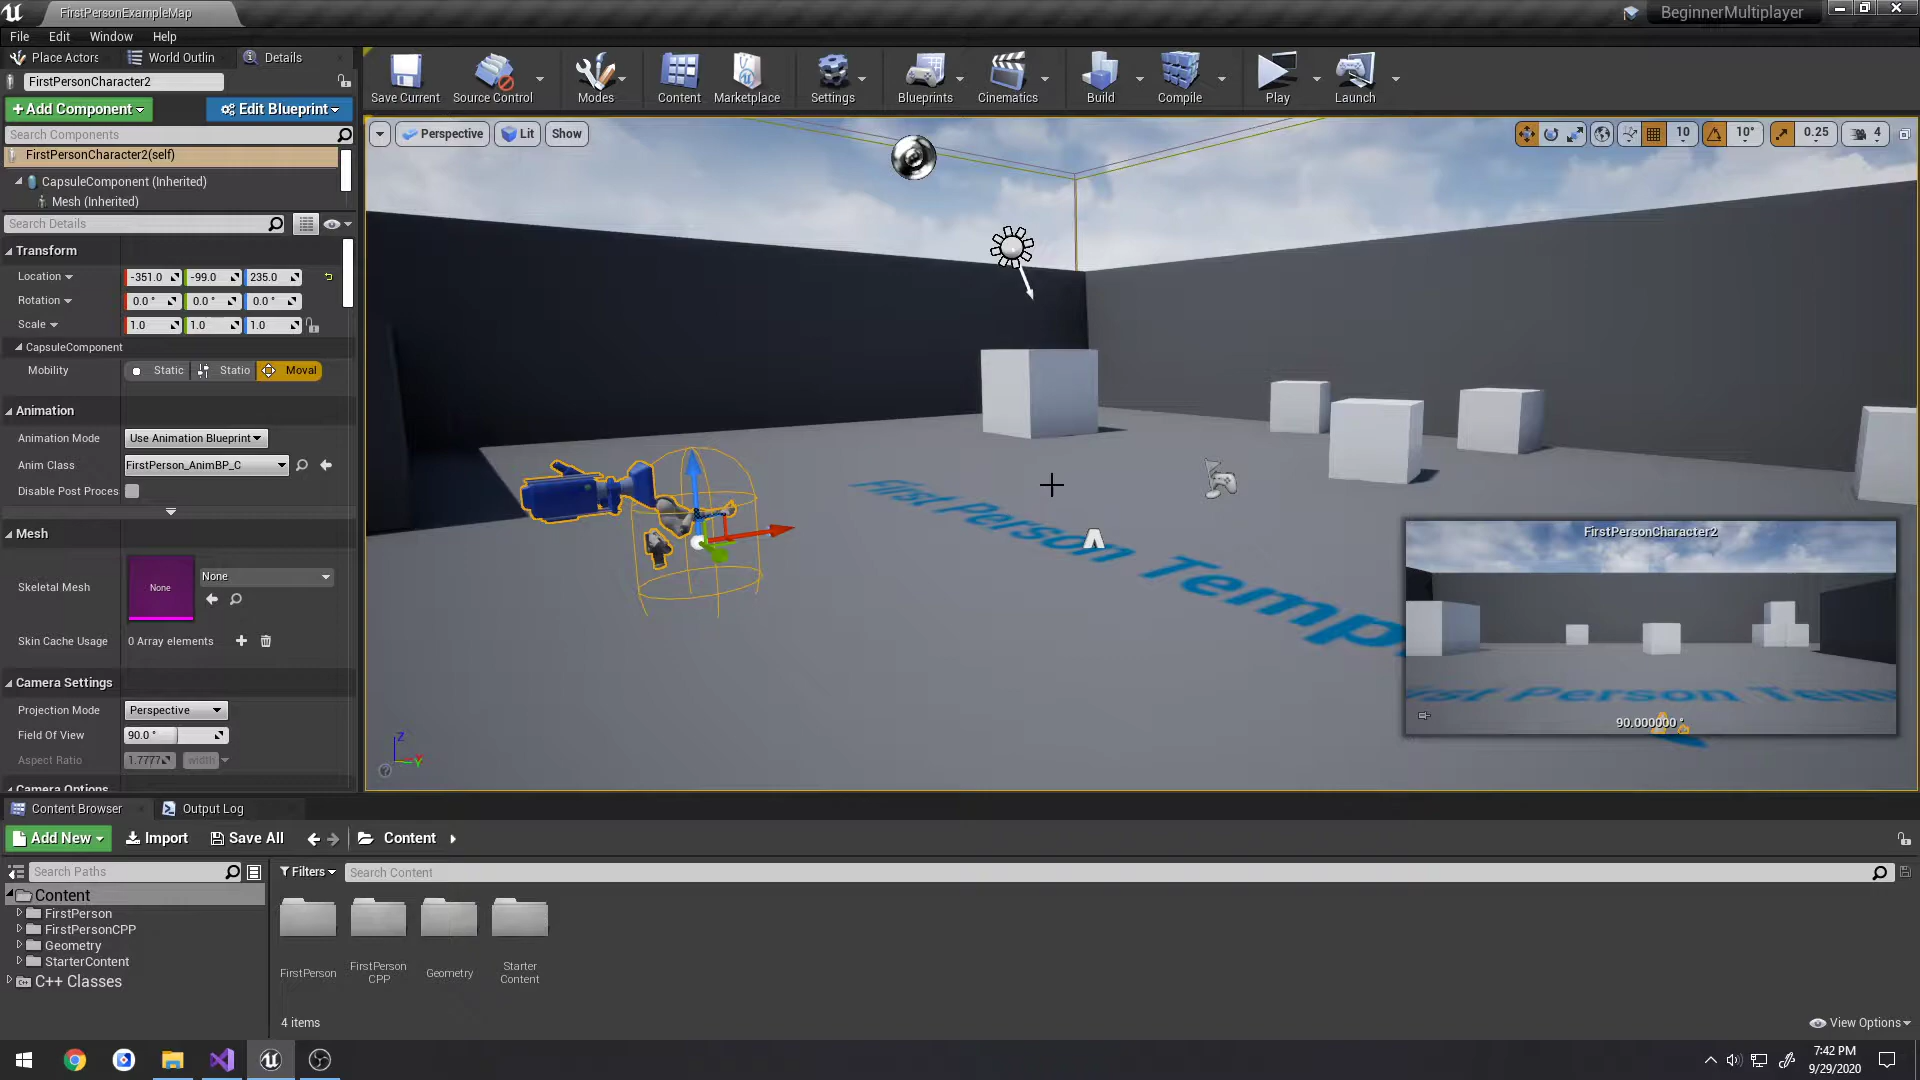 FirstPersonExampleMap
BeginnerMultiplayer
File Edit Window Help
Place Actors World Outlin Details
FirstPersonCharacter2
Add Component Edit Blueprint
Search Components
FirstPersonCharacter2(self)
CapsuleComponent (Inherited)
Mesh (Inherited)
Search Details
Transform
Location -351.0 -99.0 235.0
Rotation 0.0 ° 0.0 ° 0.0 °
Scale 1.0 1.0 1.0
CapsuleComponent
Mobility Static Statio Moval
Animation
Animation Mode Use Animation Blueprint
Anim Class FirstPerson_AnimBP_C
Disable Post Proces
Mesh
Skeletal Mesh None None
Skin Cache Usage 0 Array elements
Camera Settings
Projection Mode Perspective
Field Of View 90.0 °
Aspect Ratio 1.7777 width
Camera Options
Save Current Source Control Modes Content Marketplace Settings Blueprints Cinematics Build Compile Play Launch
Perspective Lit Show
10 10° 0.25 4
First Person Templ
FirstPersonCharacter2
rst Person Temp
90.000000 °
Z Y
Content Browser Output Log
Add New Import Save All Content
Search Paths
Content
FirstPerson
FirstPersonCPP
Geometry
StarterContent
C++ Classes
Filters Search Content
FirstPerson
FirstPerson
CPP
Geometry
Starter
Content
4 items
View Options
7:42 PM
9/29/2020